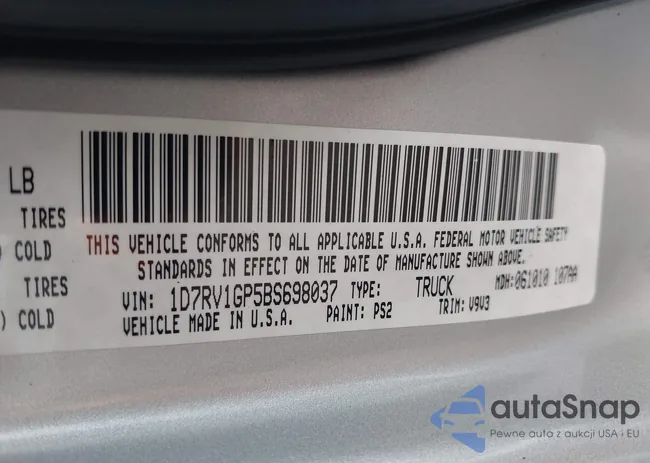 LB
TIRES
) COLD
TIRES
) COLD
THIS VEHICLE CONFORMS TO ALL APPLICABLE U.S.A. FEDERAL MOTOR VEHICLE SAFETY
STANDARDS IN EFFECT ON THE DATE OF MANUFACTURE SHOWN ABOVE.
VIN: 1D7RV1GP5BS698037 TYPE: TRUCK MDH: 061010 107AA
VEHICLE MADE IN U.S.A. PAINT: PS2 TRIM: V9V3
autaSnap
Pewne auta z aukcji USA i EU